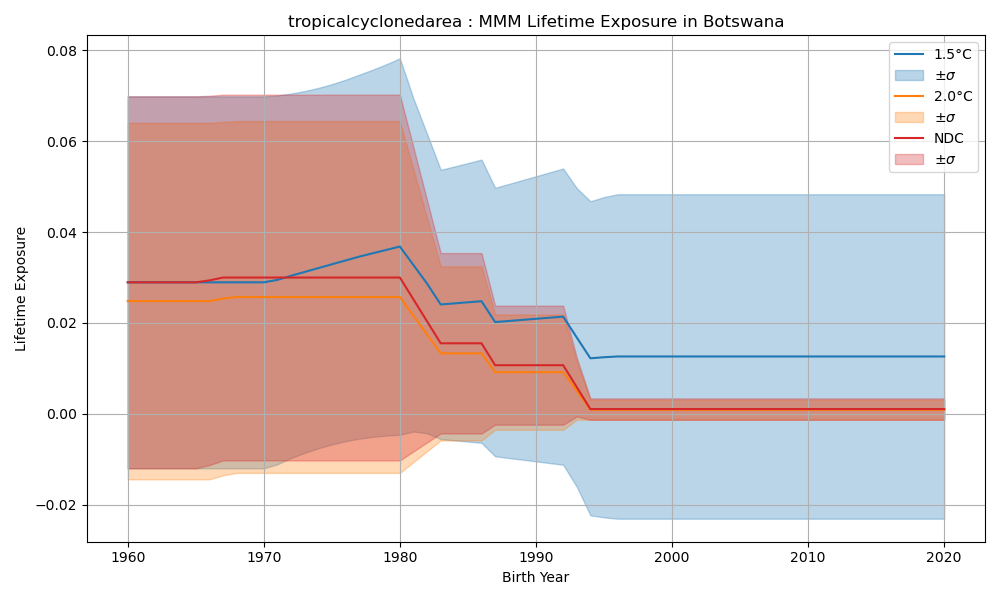 tropicalcyclonedarea : MMM Lifetime Exposure in Botswana
0.08
0.06
0.04
0.02
0.00
−0.02
Lifetime Exposure
1960 1970 1980 1990 2000 2010 2020
Birth Year
1.5°C
±σ
2.0°C
±σ
NDC
±σ